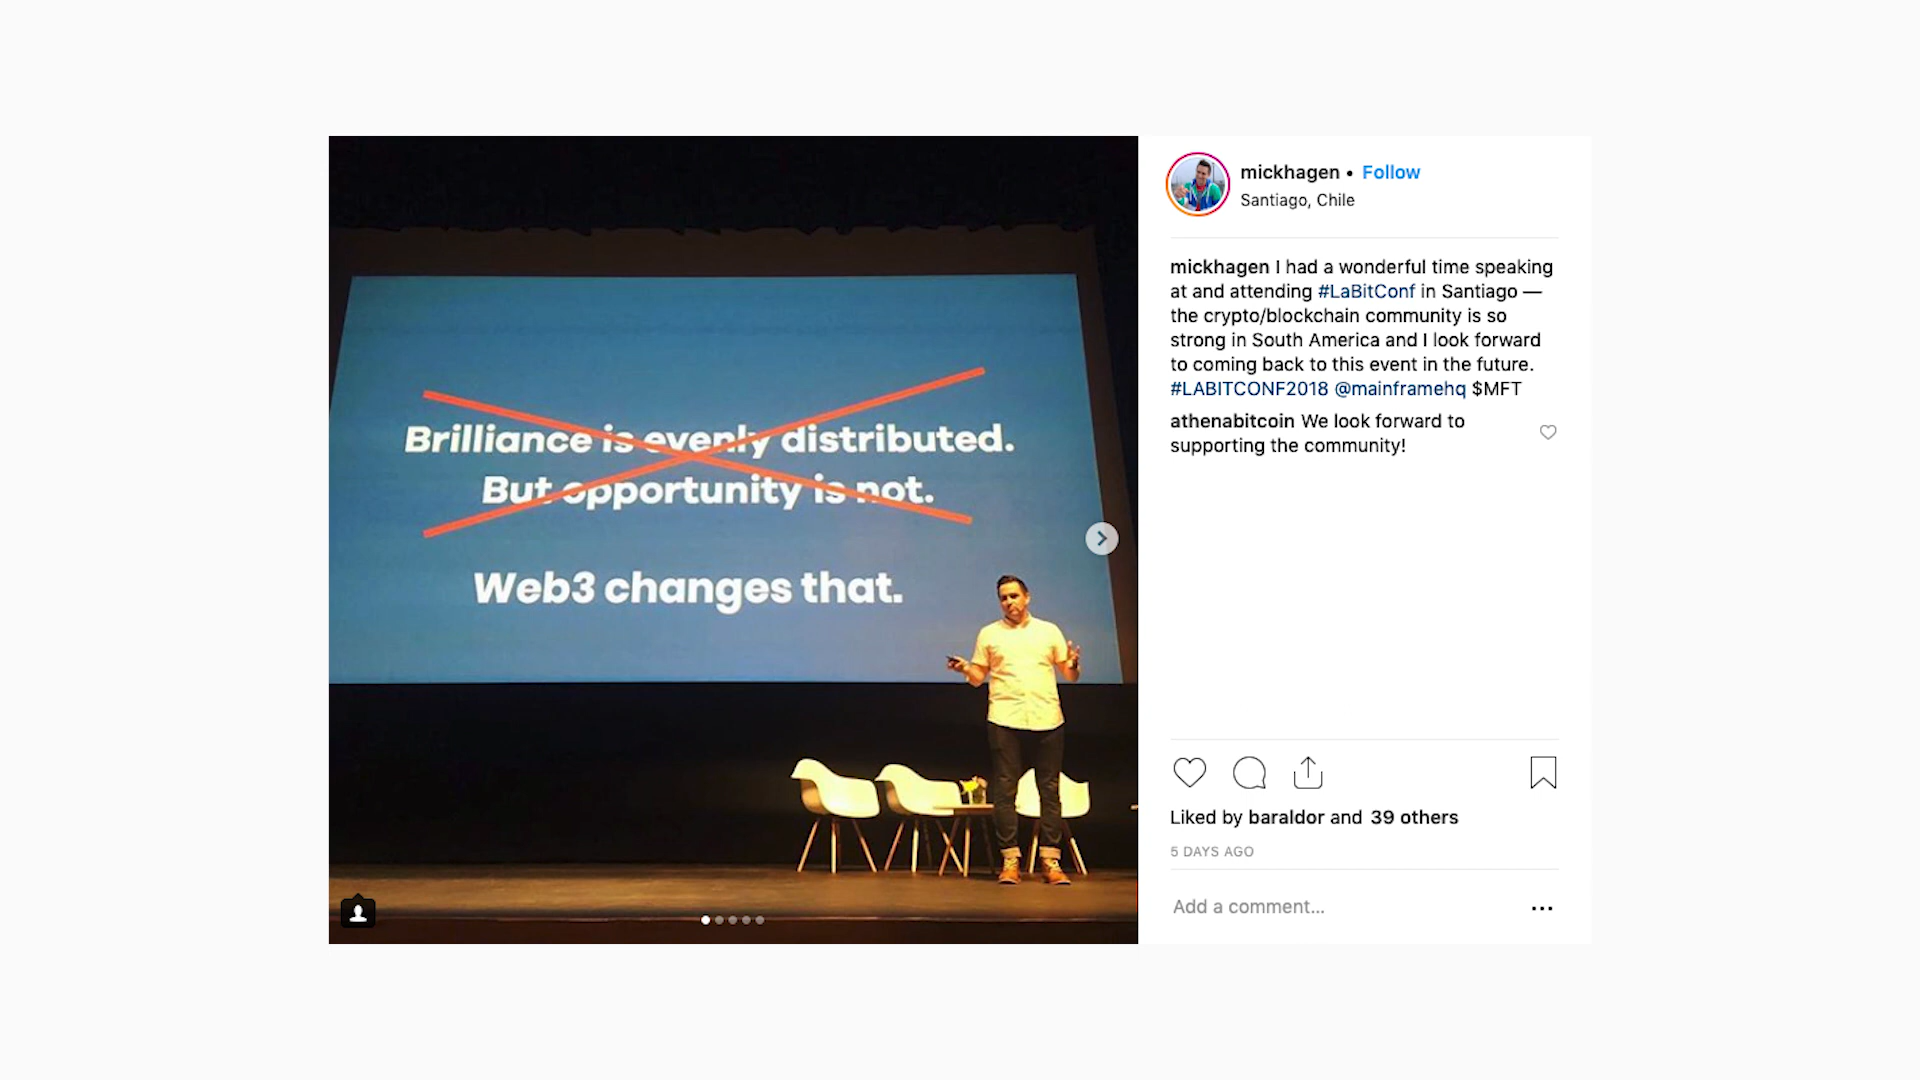 Brilliance is evenly distributed.
But opportunity is not.
Web3 changes that.
mickhagen • Follow
Santiago, Chile
mickhagen I had a wonderful time speaking
at and attending #LaBitConf in Santiago —
the crypto/blockchain community is so
strong in South America and I look forward
to coming back to this event in the future.
#LABITCONF2018 @mainframehq $MFT
athenabitcoin We look forward to
supporting the community!
Liked by baraldor and 39 others
5 DAYS AGO
Add a comment...